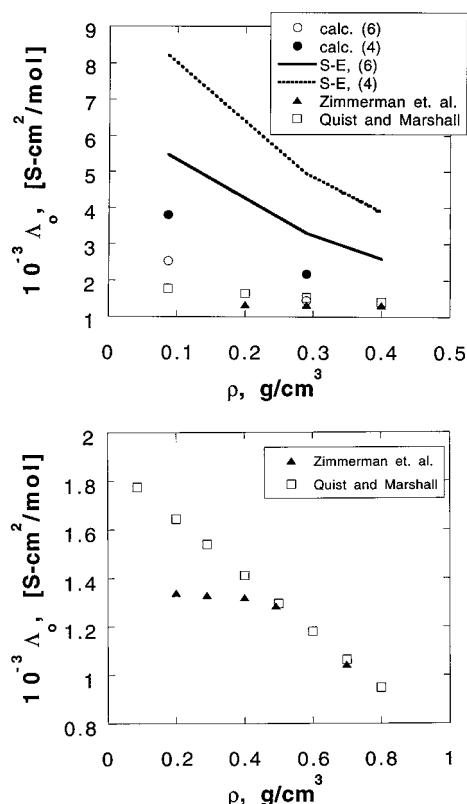 calc. (6)
calc. (4)
S-E, (6)
S-E, (4)
Zimmerman et. al.
Quist and Marshall
9
8
7
6
5
4
3
2
1
10⁻³ Λₒ, [S-cm²/mol]
0 0.1 0.2 0.3 0.4 0.5
ρ, g/cm³
Zimmerman et. al.
Quist and Marshall
2
1.8
1.6
1.4
1.2
1
0.8
10⁻³ Λₒ, [S-cm²/mol]
0 0.2 0.4 0.6 0.8 1
ρ, g/cm³